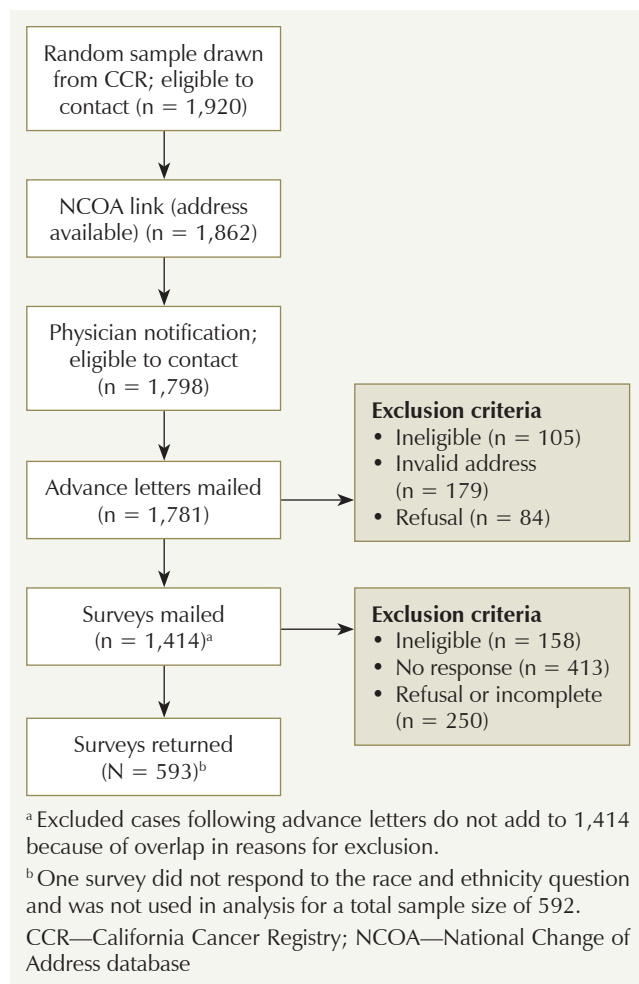 Random sample drawn
from CCR; eligible to
contact (n = 1,920)
NCOA link (address
available) (n = 1,862)
Physician notification;
eligible to contact
(n = 1,798)
Advance letters mailed
(n = 1,781)
Exclusion criteria
• Ineligible (n = 105)
• Invalid address
(n = 179)
• Refusal (n = 84)
Surveys mailed
(n = 1,414)ᵃ
Exclusion criteria
• Ineligible (n = 158)
• No response (n = 413)
• Refusal or incomplete
(n = 250)
Surveys returned
(N = 593)ᵇ
ᵃ Excluded cases following advance letters do not add to 1,414
because of overlap in reasons for exclusion.
ᵇ One survey did not respond to the race and ethnicity question
and was not used in analysis for a total sample size of 592.
CCR—California Cancer Registry; NCOA—National Change of
Address database